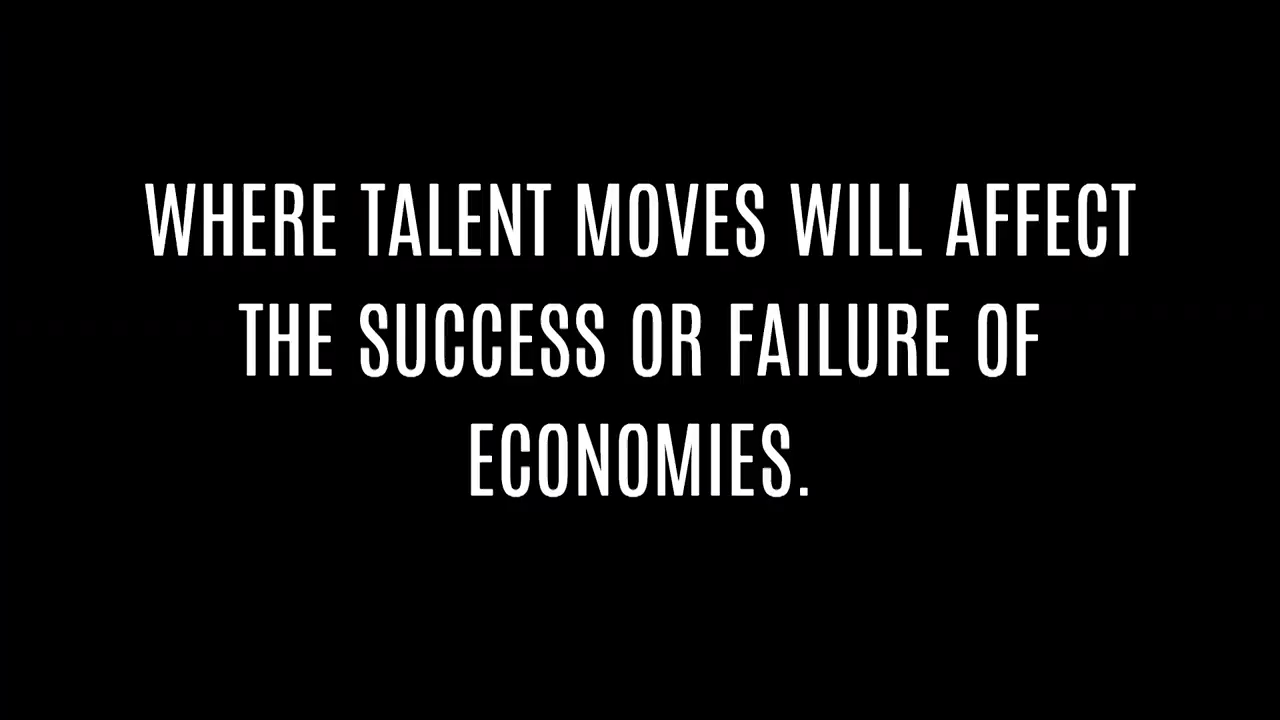 WHERE TALENT MOVES WILL AFFECT
THE SUCCESS OR FAILURE OF
ECONOMIES.